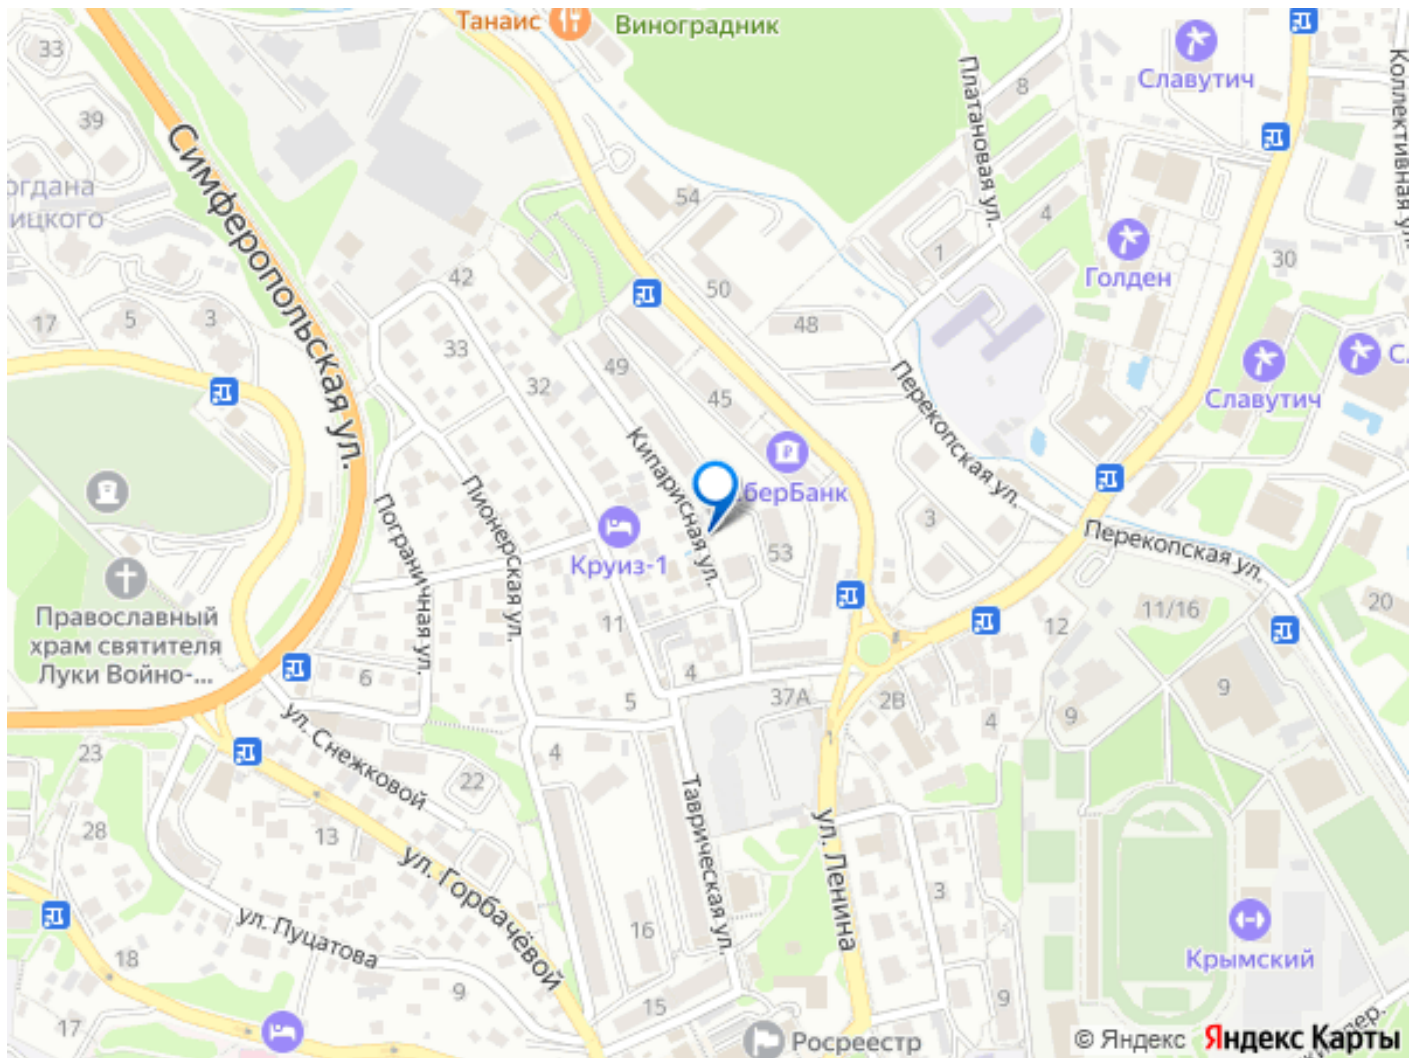 Танаис
Виноградник
Славутич
Коллективная ул.
33
39
8
Платановая ул.
Симферопольская ул.
54
4
1
42
50
Голден
30
17
5
3
48
33
49
32
45
Славутич
Перекопская ул.
Кипарисная ул.
СберБанк
Пионерская ул.
Пограничная ул.
3
Круиз-1
53
Перекопская ул.
Православный
храм святителя
Луки Войно-...
11
11/16
12
20
6
4
5
37А
2В
9
9
4
ул. Снежковой
23
4
22
28
13
Таврическая ул.
ул. Ленина
ул. Горбачёвой
3
ул. Пуцатова
16
18
Крымский
9
15
9
17
Росреестр
© Яндекс Яндекс Карты